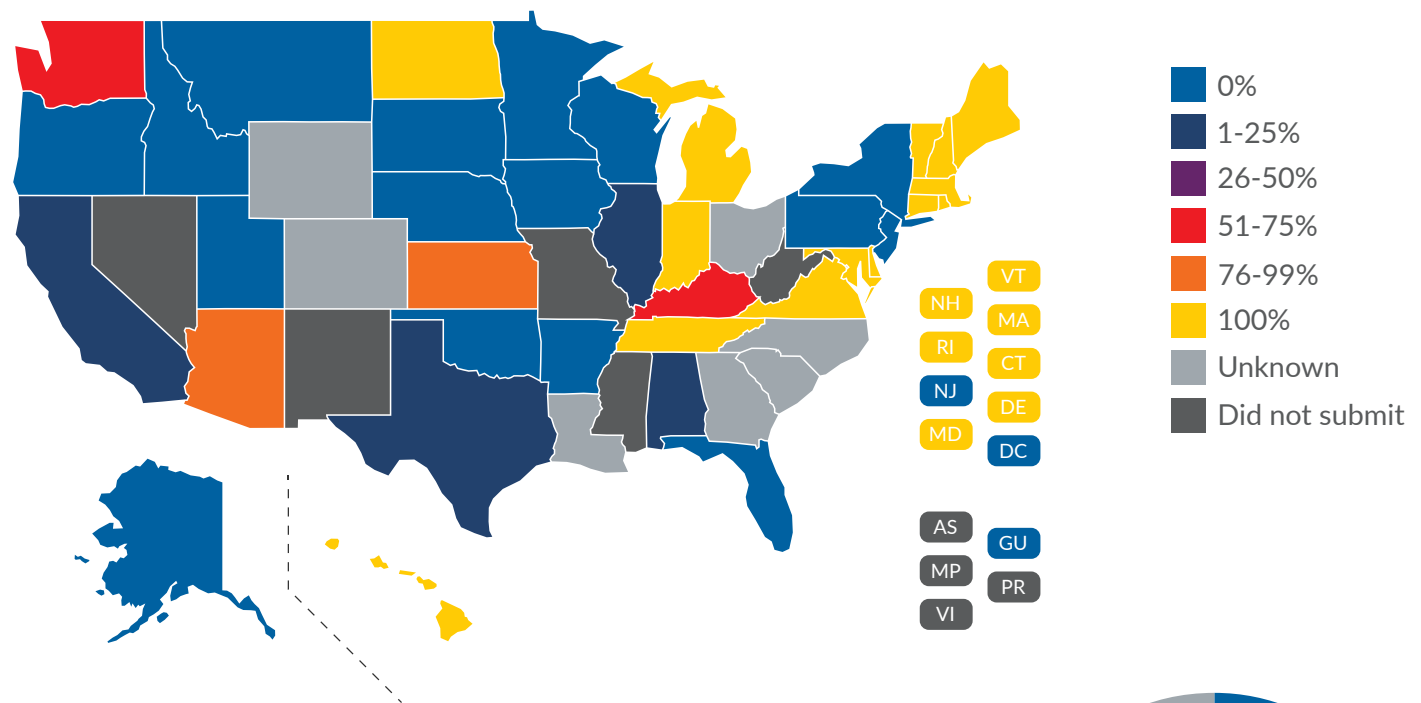 0%
1-25%
26-50%
51-75%
76-99%
100%
Unknown
Did not submit
VT
NH
MA
RI
CT
NJ
DE
MD
DC
AS
GU
MP
PR
VI